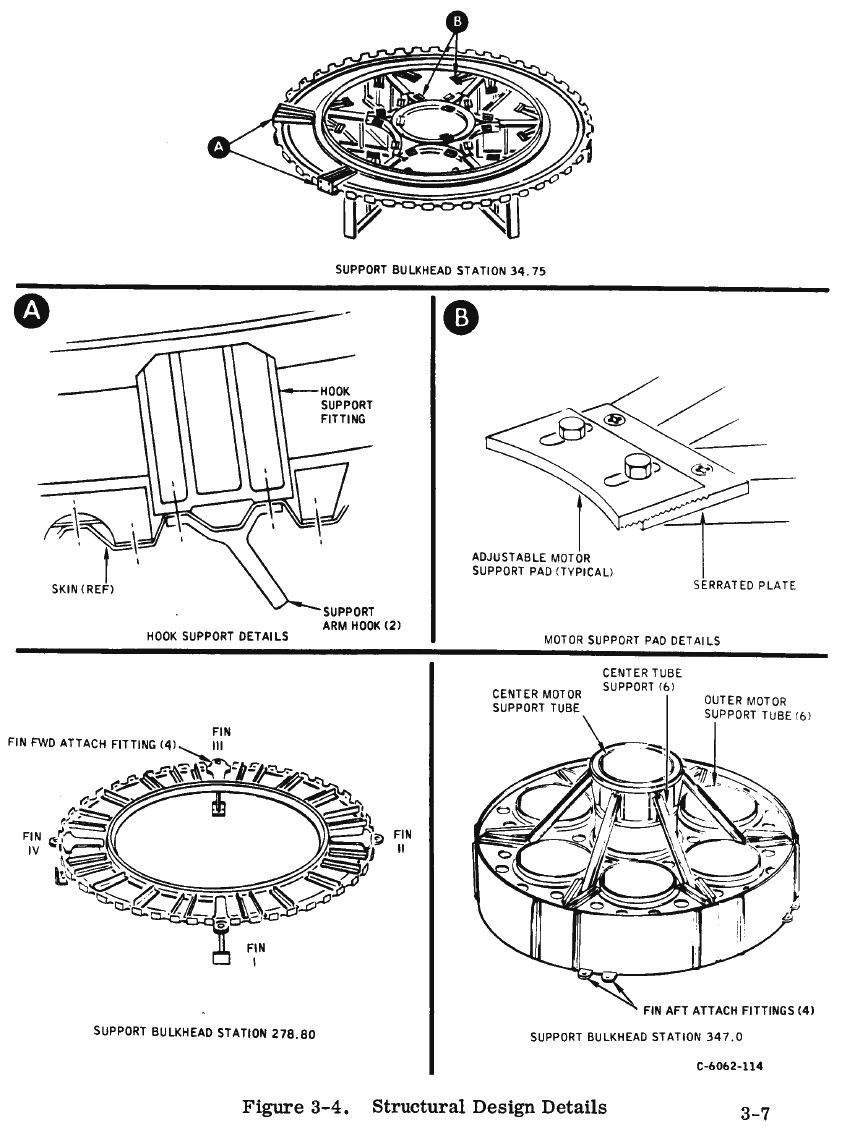 B
A
SUPPORT BULKHEAD STATION 34.75
A
HOOK
SUPPORT
FITTING
SKIN (REF)
SUPPORT
ARM HOOK (2)
HOOK SUPPORT DETAILS
B
ADJUSTABLE MOTOR
SUPPORT PAD (TYPICAL)
SERRATED PLATE
MOTOR SUPPORT PAD DETAILS
FIN FWD ATTACH FITTING (4)
FIN
III
FIN
IV
FIN
II
FIN
I
SUPPORT BULKHEAD STATION 278.80
CENTER TUBE
SUPPORT (6)
CENTER MOTOR
SUPPORT TUBE
OUTER MOTOR
SUPPORT TUBE (6)
FIN AFT ATTACH FITTINGS (4)
SUPPORT BULKHEAD STATION 347.0
C-6062-114
Figure 3-4. Structural Design Details
3-7